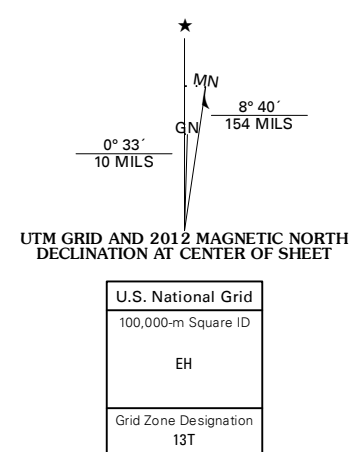 ★
MN
GN
8° 40´
154 MILS
0° 33´
10 MILS
UTM GRID AND 2012 MAGNETIC NORTH
DECLINATION AT CENTER OF SHEET
U.S. National Grid
100,000-m Square ID
EH
Grid Zone Designation
13T